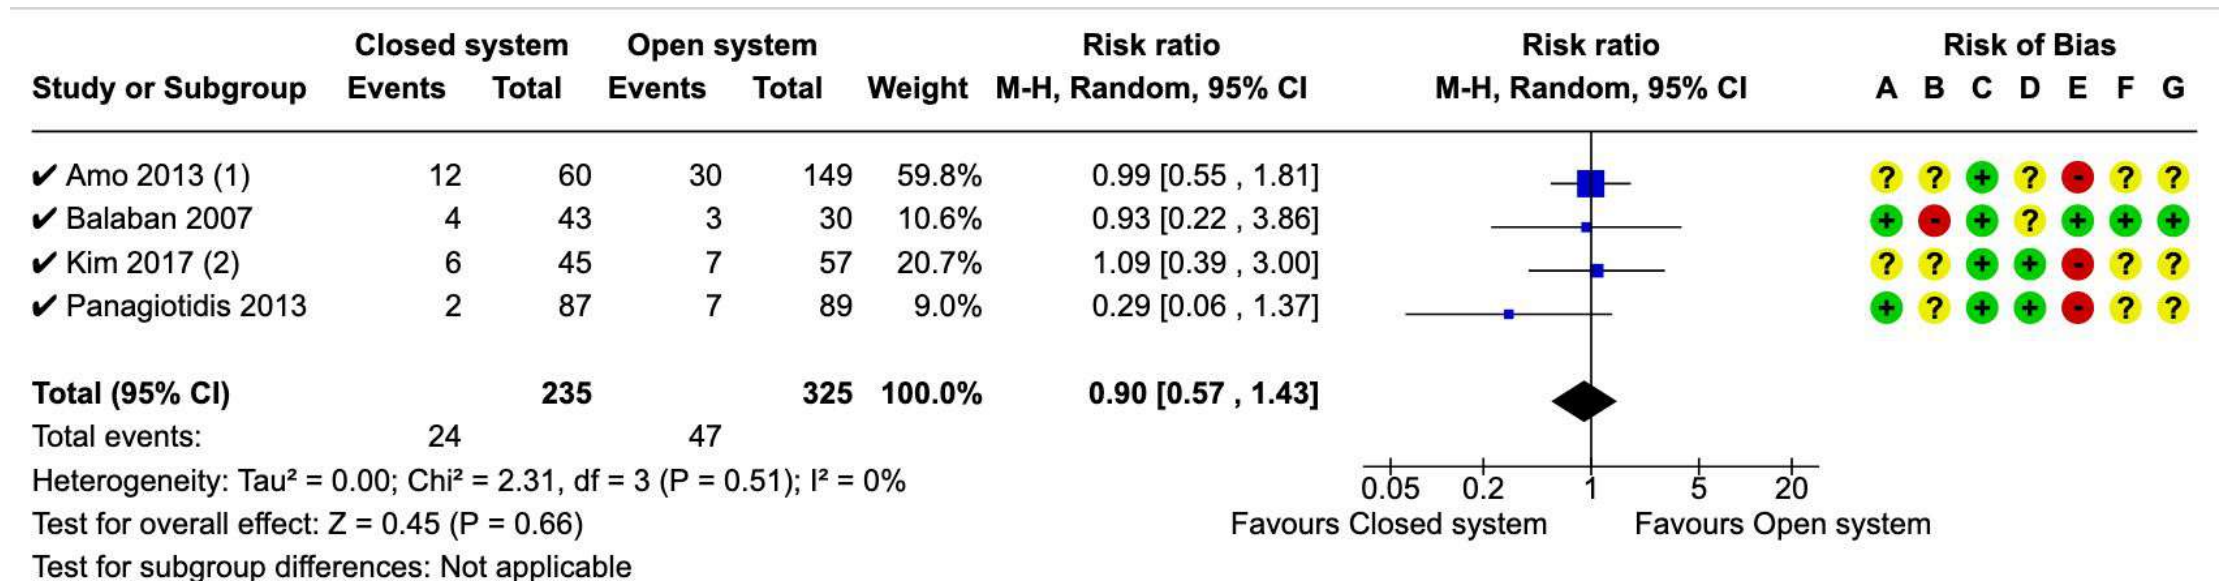 Closed system Open system Risk ratio Risk ratio Risk of Bias
Study or Subgroup Events Total Events Total Weight M-H, Random, 95% CI M-H, Random, 95% CI A B C D E F G
✔ Amo 2013 (1) 12 60 30 149 59.8% 0.99 [0.55 , 1.81] ? ? + ? - ? ?
✔ Balaban 2007 4 43 3 30 10.6% 0.93 [0.22 , 3.86] + - + ? + + +
✔ Kim 2017 (2) 6 45 7 57 20.7% 1.09 [0.39 , 3.00] ? ? + + - ? ?
✔ Panagiotidis 2013 2 87 7 89 9.0% 0.29 [0.06 , 1.37] + ? + + - ? ?
Total (95% CI) 235 325 100.0% 0.90 [0.57 , 1.43]
Total events: 24 47
Heterogeneity: Tau² = 0.00; Chi² = 2.31, df = 3 (P = 0.51); I² = 0%
0.05 0.2 1 5 20
Test for overall effect: Z = 0.45 (P = 0.66)
Favours Closed system Favours Open system
Test for subgroup differences: Not applicable